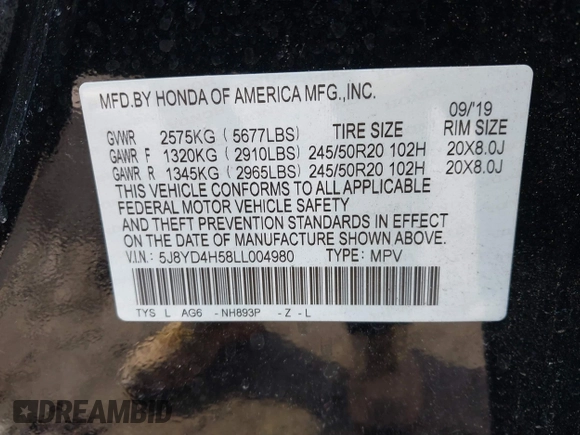 MFD.BY HONDA OF AMERICA MFG.,INC.
09/'19
GVWR 2575KG ( 5677LBS) TIRE SIZE RIM SIZE
GAWR F 1320KG ( 2910LBS) 245/50R20 102H 20X8.0J
GAWR R 1345KG ( 2965LBS) 245/50R20 102H 20X8.0J
THIS VEHICLE CONFORMS TO ALL APPLICABLE
FEDERAL MOTOR VEHICLE SAFETY
AND THEFT PREVENTION STANDARDS IN EFFECT
ON THE DATE OF MANUFACTURE SHOWN ABOVE.
V.I.N.: 5J8YD4H58LL004980 TYPE: MPV
TYS L AG6 - NH893P - Z - L
DREAMBID